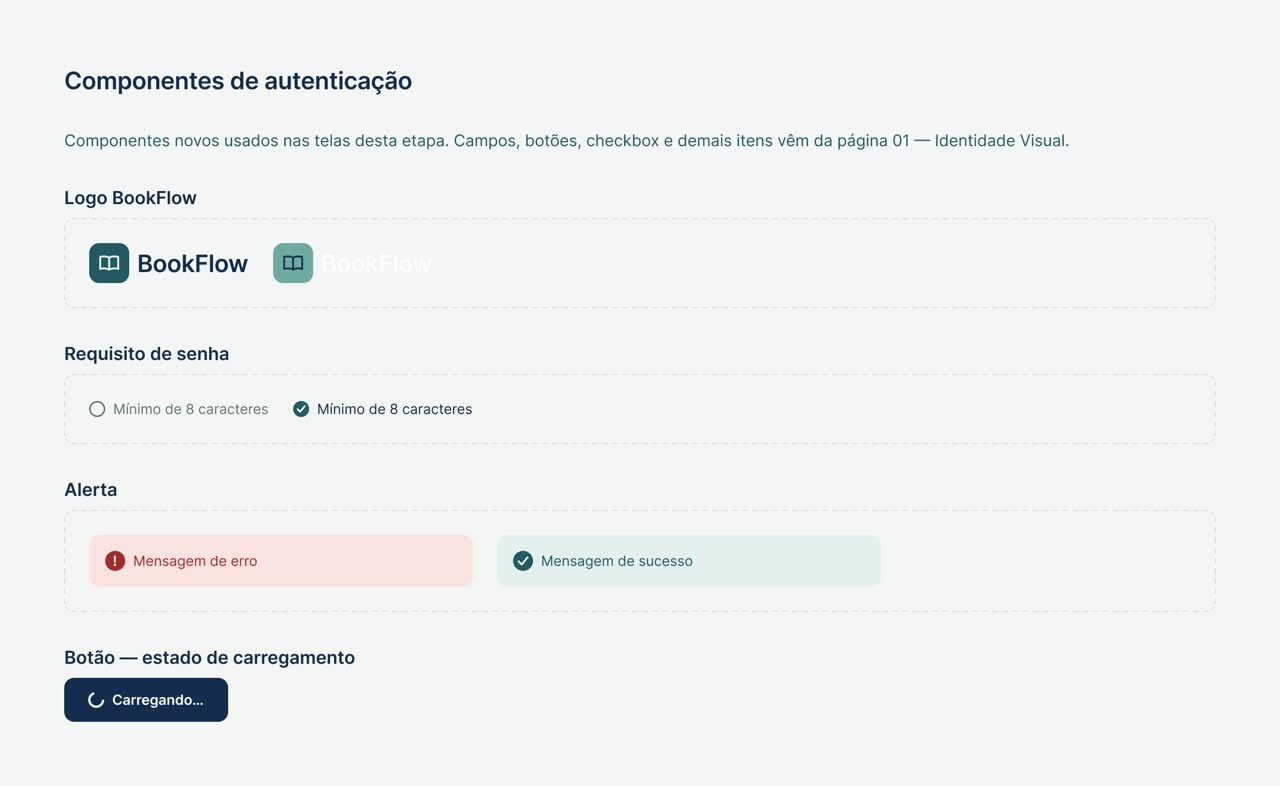 Componentes de autenticação
Componentes novos usados nas telas desta etapa. Campos, botões, checkbox e demais itens vêm da página 01 — Identidade Visual.
Logo BookFlow
BookFlow BookFlow
Requisito de senha
Mínimo de 8 caracteres Mínimo de 8 caracteres
Alerta
! Mensagem de erro Mensagem de sucesso
Botão — estado de carregamento
Carregando...